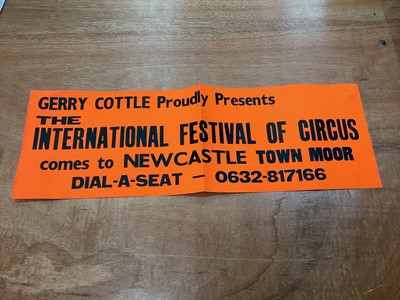 GERRY COTTLE Proudly Presents
THE
INTERNATIONAL FESTIVAL OF CIRCUS
comes to NEWCASTLE TOWN MOOR
DIAL-A-SEAT — 0632-817166